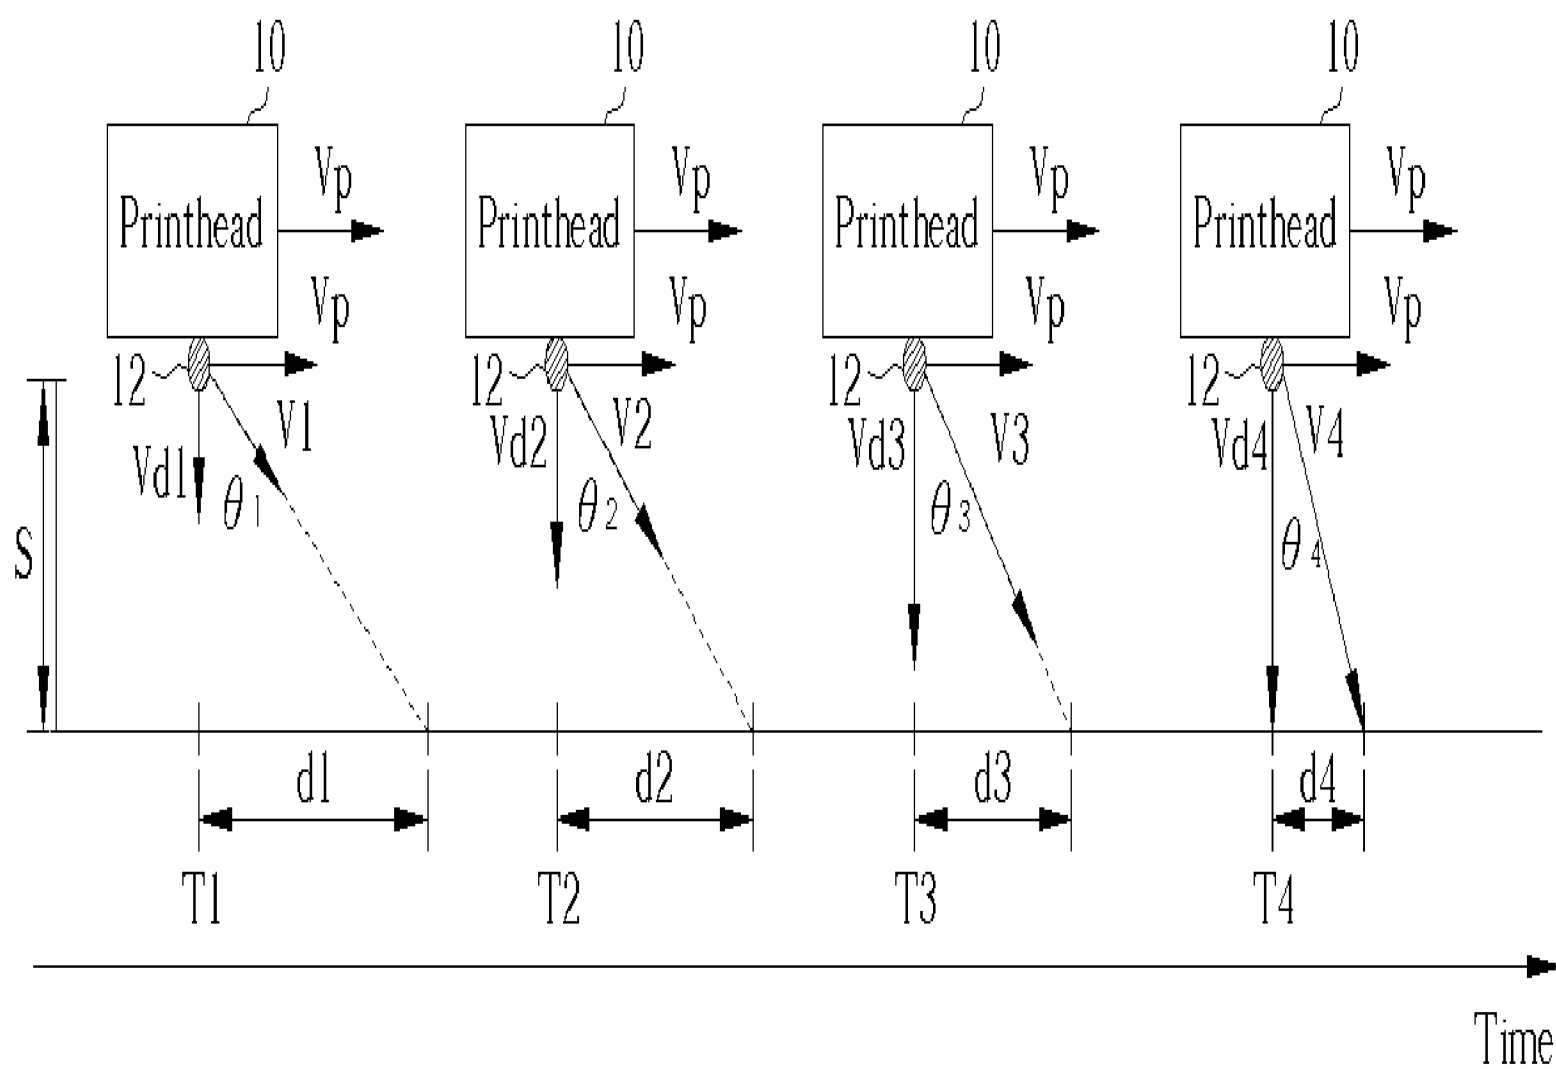 10 10 10 10
Vp Vp Vp Vp
Printhead Printhead Printhead Printhead
Vp Vp Vp Vp
12 12 12 12
V1 V2 V3 V4
Vd1 Vd2 Vd3 Vd4
θ1 θ2 θ3 θ4
S
d1 d2 d3 d4
T1 T2 T3 T4
Time